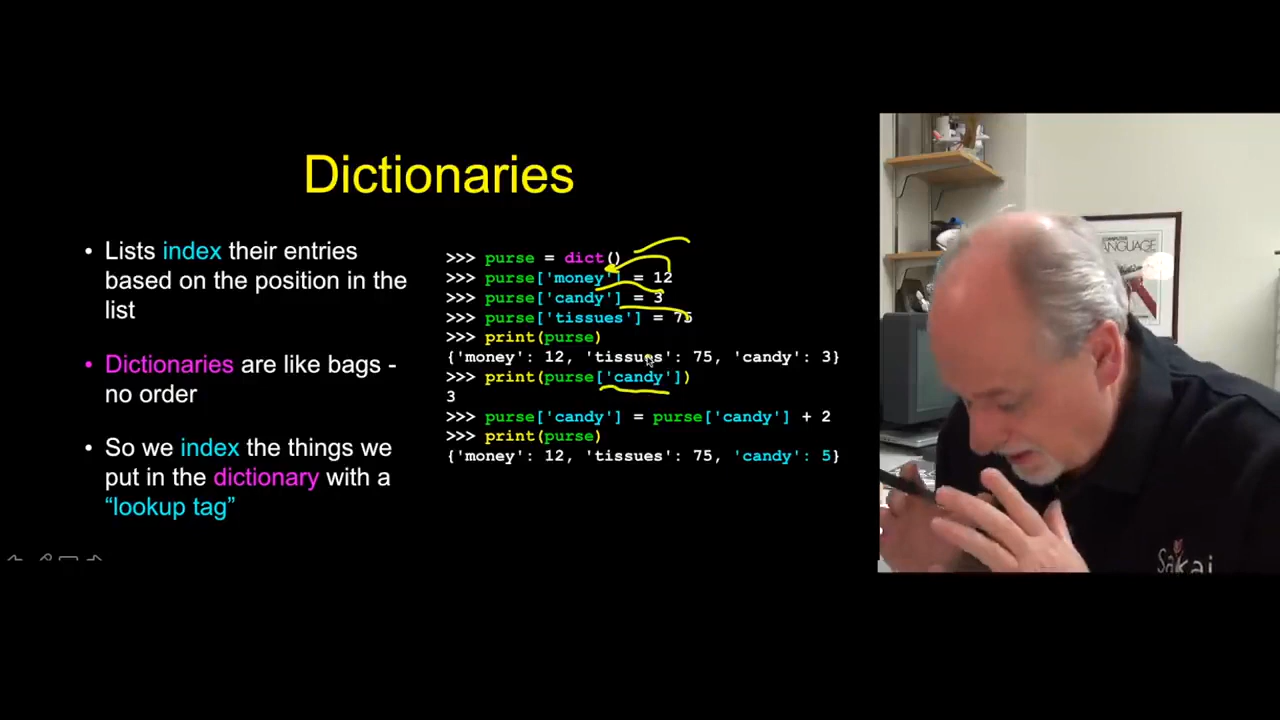 Dictionaries
• Lists index their entries
based on the position in the
list
• Dictionaries are like bags -
no order
• So we index the things we
put in the dictionary with a
“lookup tag”
>>> purse = dict()
>>> purse['money'] = 12
>>> purse['candy'] = 3
>>> purse['tissues'] = 75
>>> print(purse)
{'money': 12, 'tissues': 75, 'candy': 3}
>>> print(purse['candy'])
3
>>> purse['candy'] = purse['candy'] + 2
>>> print(purse)
{'money': 12, 'tissues': 75, 'candy': 5}
LANGUAGE
Sakai